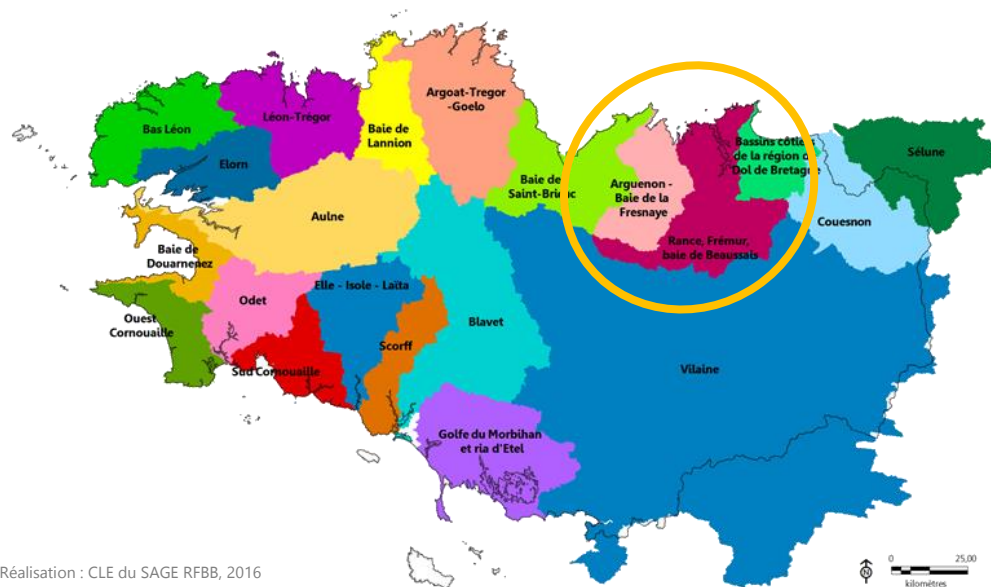 Argoat-Tregor
-Goelo
Léon-Trégor
Bas Léon
Baie de
Lannion
Elorn
Bassins côtiers
de la région de
Dol de Bretagne
Sélune
Baie de
Saint-Brieuc
Arguenon -
Baie de la
Fresnaye
Aulne
Couesnon
Rance, Frémur,
baie de Beaussais
Baie de
Douarnenez
Odet
Elle - Isole - Laïta
Ouest
Cornouaille
Blavet
Scorff
Sud Cornouaille
Vilaine
Golfe du Morbihan
et ria d'Etel
Réalisation : CLE du SAGE RFBB, 2016
0 25,00
kilomètres